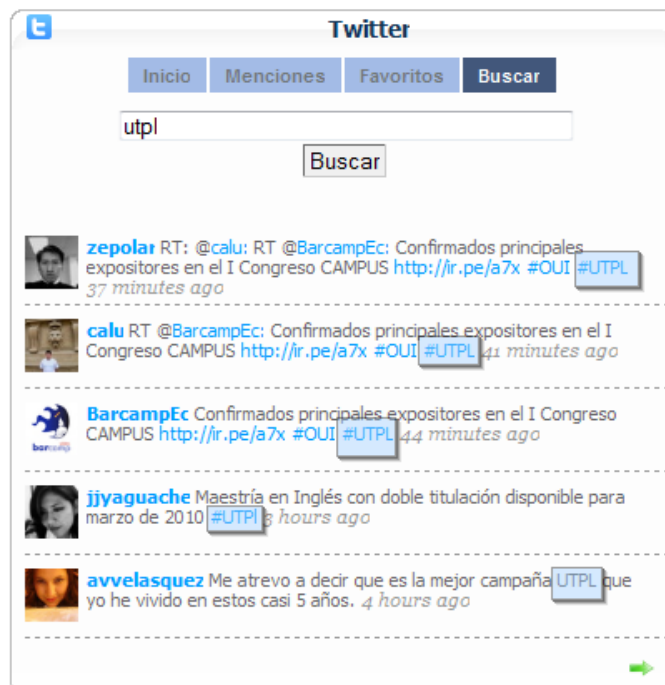 Twitter
Inicio Menciones Favoritos Buscar
utpl
Buscar
zepolar RT: @calu: RT @BarcampEc: Confirmados principales
expositores en el I Congreso CAMPUS http://ir.pe/a7x #OUI #UTPL
37 minutes ago
calu RT @BarcampEc: Confirmados principales expositores en el I
Congreso CAMPUS http://ir.pe/a7x #OUI #UTPL 41 minutes ago
BarcampEc Confirmados principales expositores en el I Congreso
CAMPUS http://ir.pe/a7x #OUI #UTPL 44 minutes ago
barcamp
jjyaguache Maestría en Inglés con doble titulación disponible para
marzo de 2010 #UTPl 3 hours ago
avvelasquez Me atrevo a decir que es la mejor campaña UTPL que
yo he vivido en estos casi 5 años. 4 hours ago